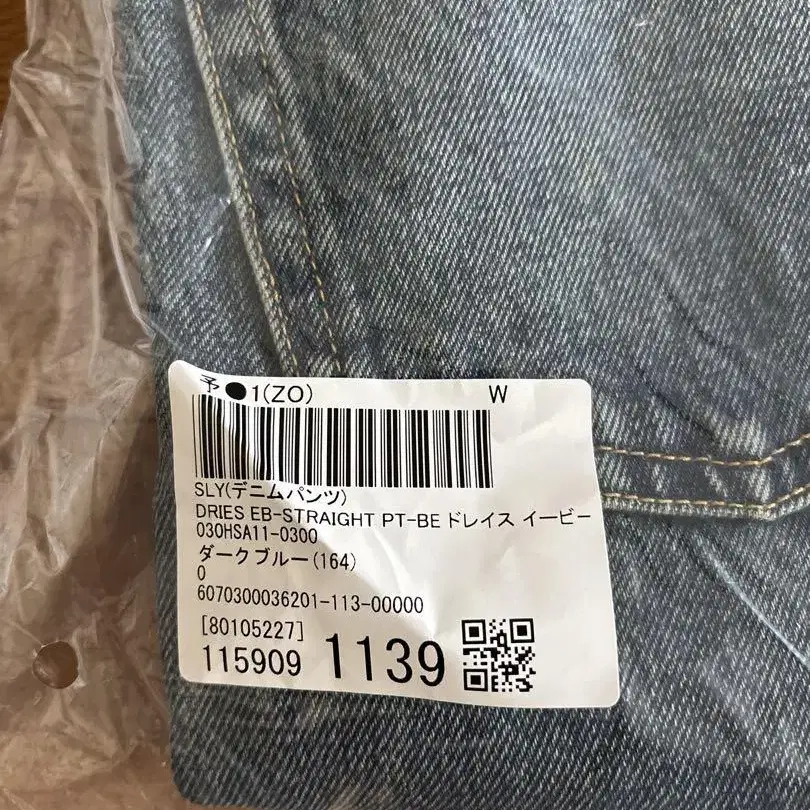 予●1(ZO) W
SLY(デニムパンツ)
DRIES EB-STRAIGHT PT-BE ドレイス イービー
030HSA11-0300
ダークブルー(164)
0
6070300036201-113-00000
[80105227]
115909 1139